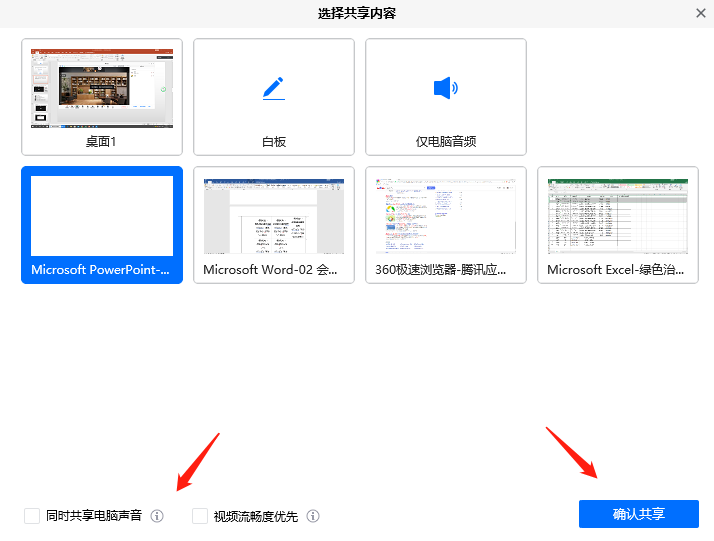 选择共享内容
桌面1
白板
仅电脑音频
Microsoft PowerPoint-...
Microsoft Word-02 会...
360极速浏览器-腾讯应...
Microsoft Excel-绿色治...
同时共享电脑声音
视频流畅度优先
确认共享